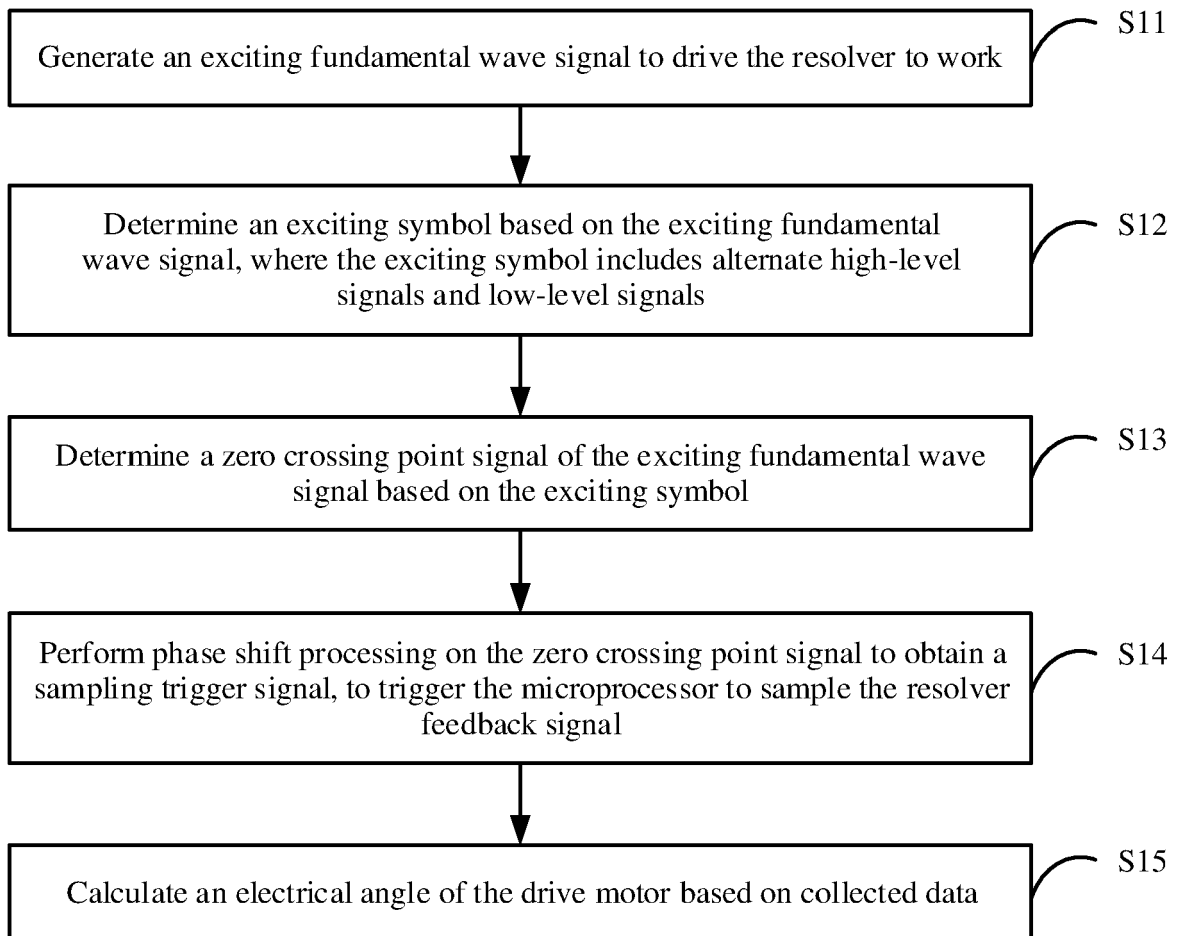 S11
Generate an exciting fundamental wave signal to drive the resolver to work
S12
Determine an exciting symbol based on the exciting fundamental
wave signal, where the exciting symbol includes alternate high-level
signals and low-level signals
S13
Determine a zero crossing point signal of the exciting fundamental wave
signal based on the exciting symbol
S14
Perform phase shift processing on the zero crossing point signal to obtain a
sampling trigger signal, to trigger the microprocessor to sample the resolver
feedback signal
S15
Calculate an electrical angle of the drive motor based on collected data